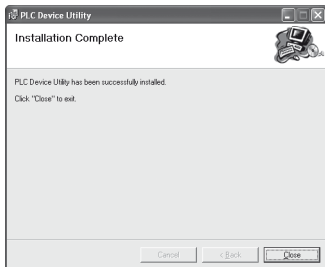 PLC Device Utility
Installation Complete
PLC Device Utility has been successfully installed.
Click "Close" to exit.
Cancel
< Back
Close